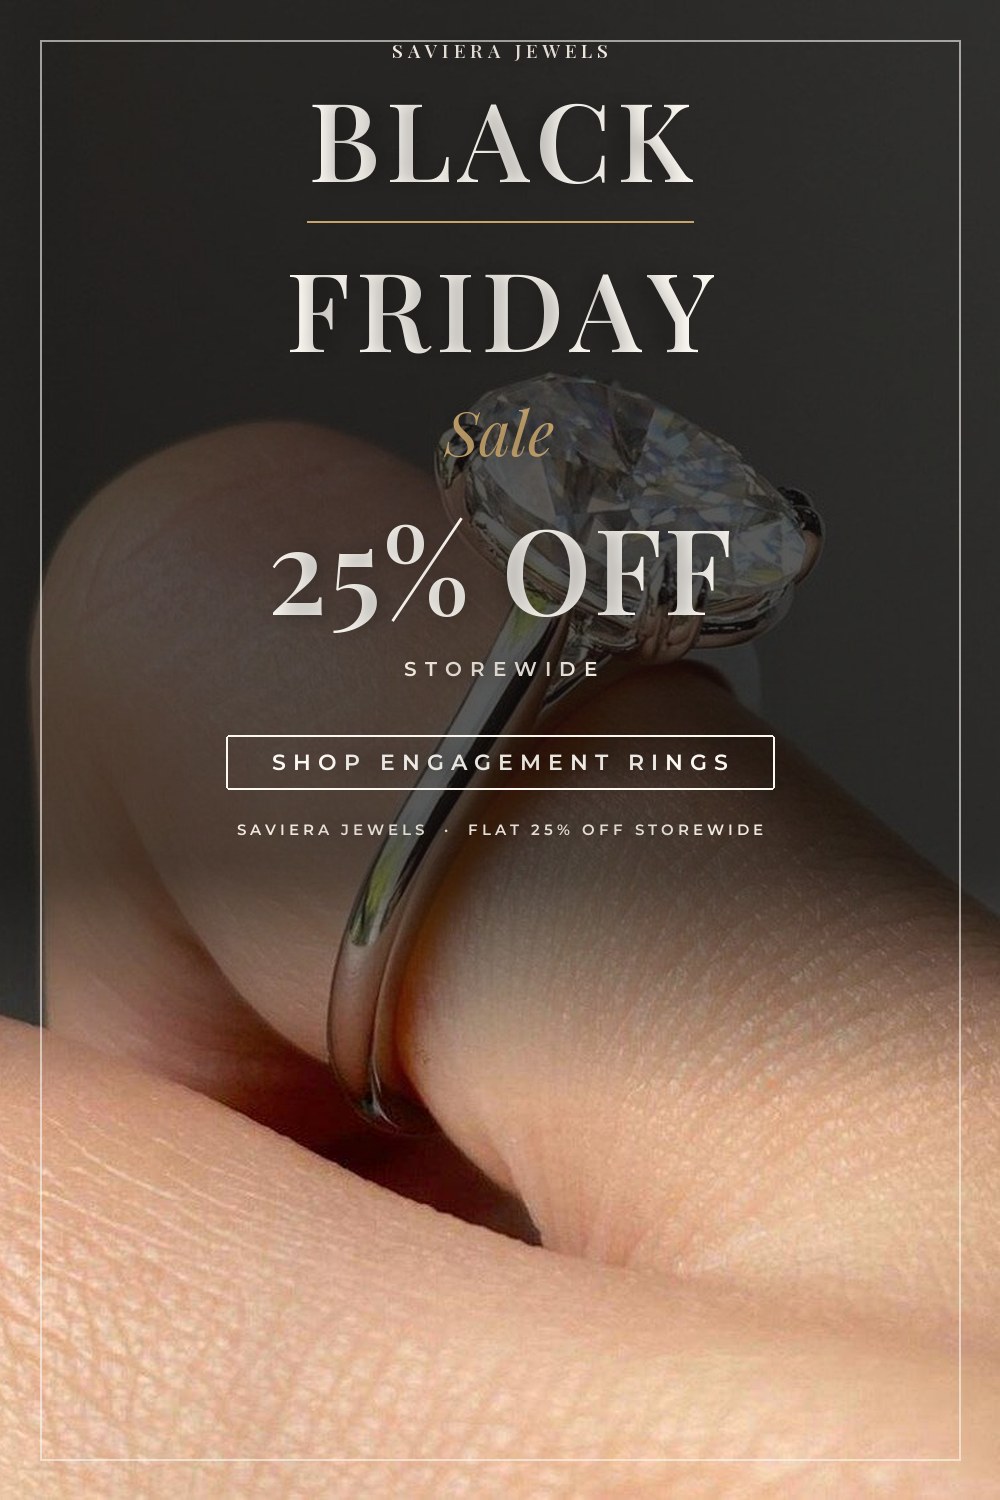 SAVIERA JEWELS
BLACK
FRIDAY
Sale
25% OFF
STOREWIDE
SHOP ENGAGEMENT RINGS
SAVIERA JEWELS · FLAT 25% OFF STOREWIDE